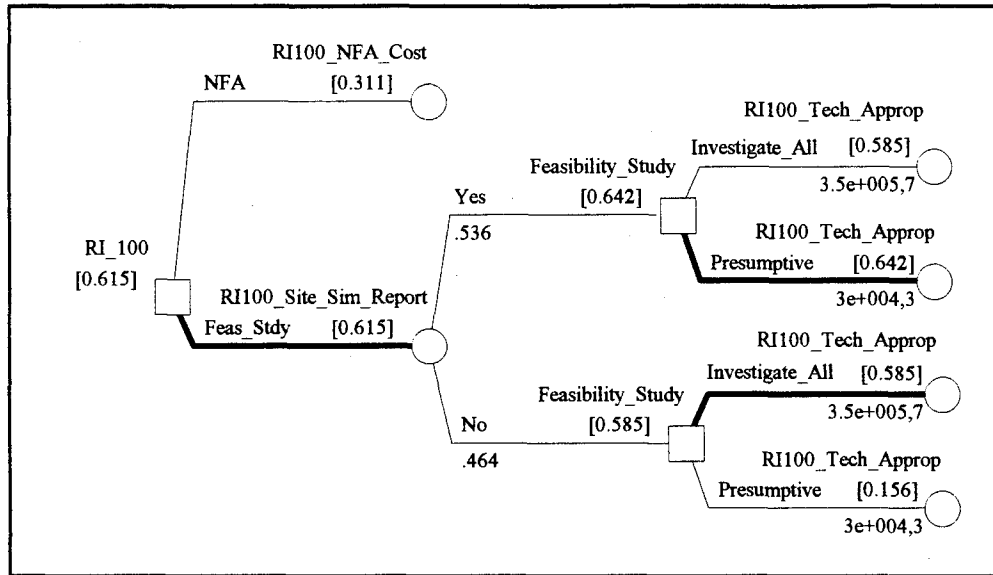 RI100_NFA_Cost
NFA [0.311]
RI100_Tech_Approp
Investigate_All [0.585]
3.5e+005,7
Feasibility_Study
Yes [0.642]
.536
RI100_Tech_Approp
Presumptive [0.642]
3e+004,3
RI_100
[0.615]
RI100_Site_Sim_Report
Feas_Stdy [0.615]
RI100_Tech_Approp
Investigate_All [0.585]
3.5e+005,7
Feasibility_Study
No [0.585]
.464
RI100_Tech_Approp
Presumptive [0.156]
3e+004,3